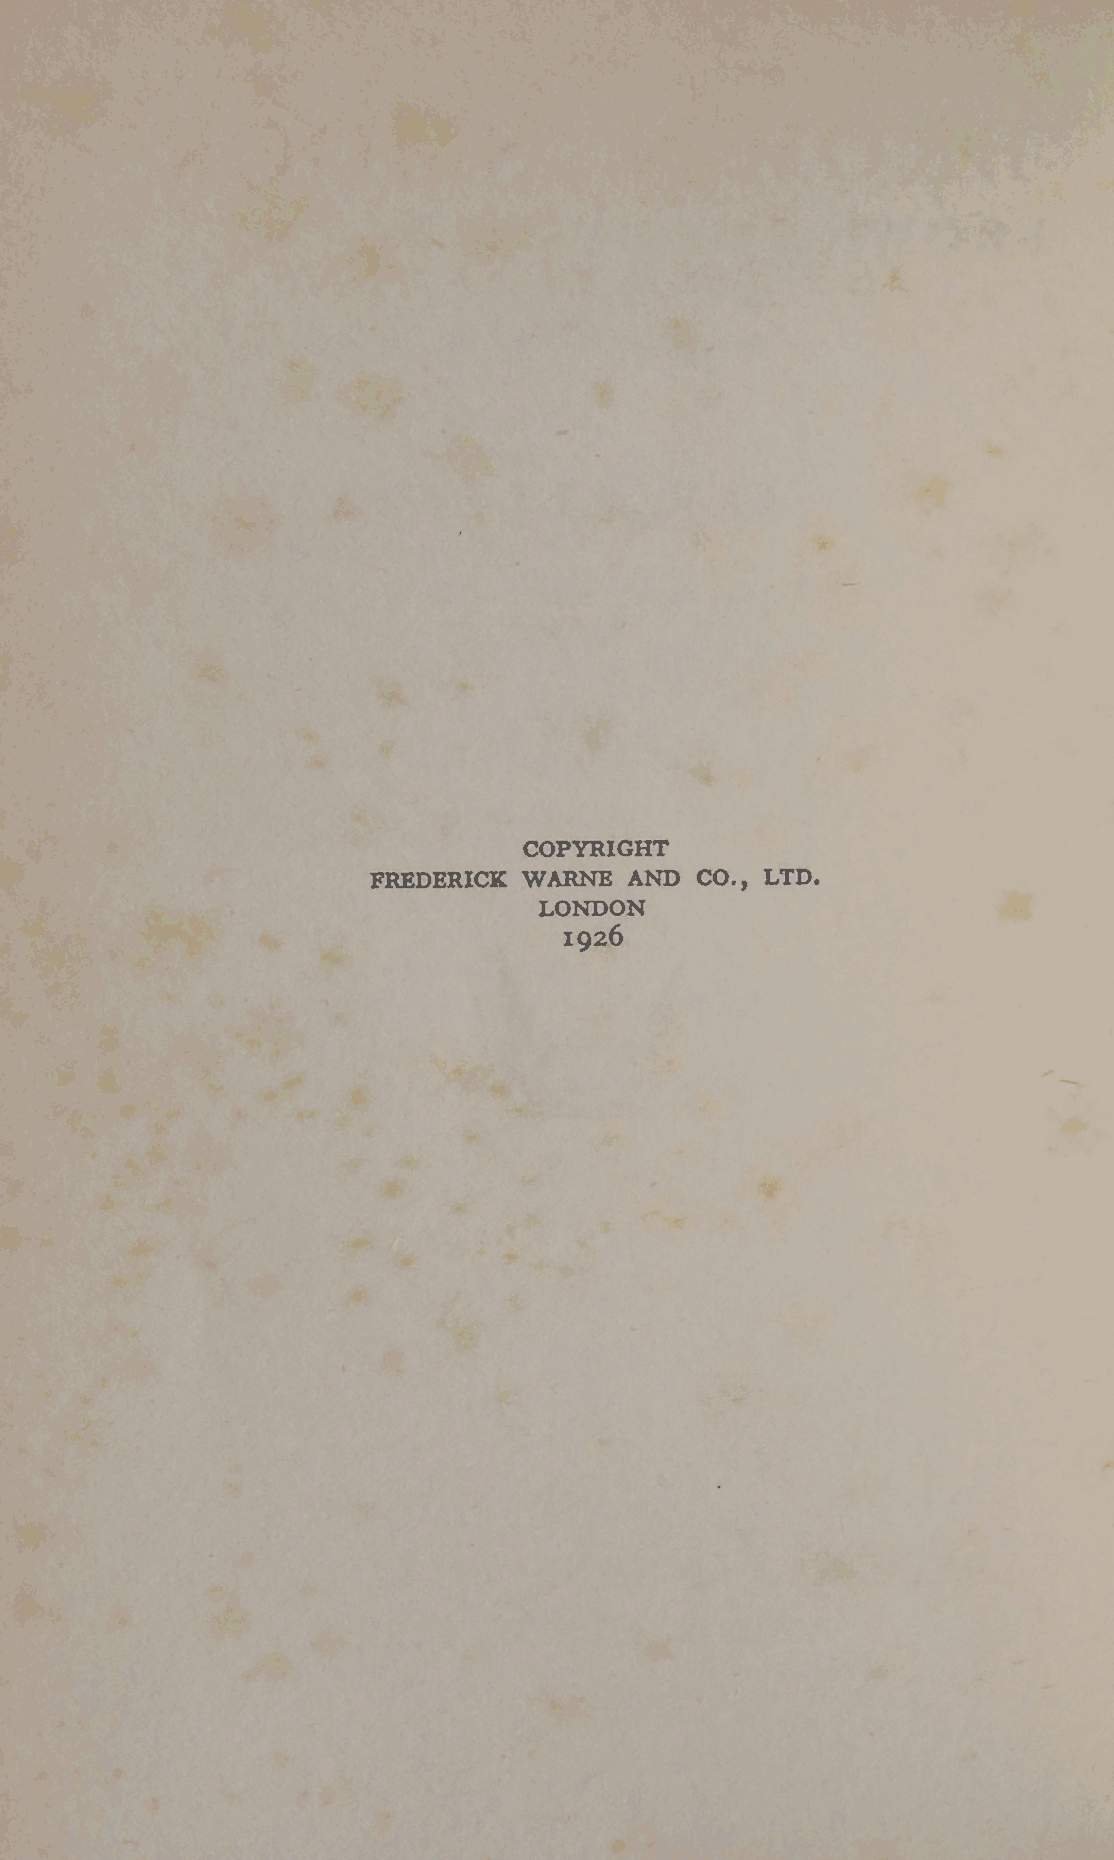 COPYRIGHT
FREDERICK WARNE AND CO., LTD.
LONDON
1926